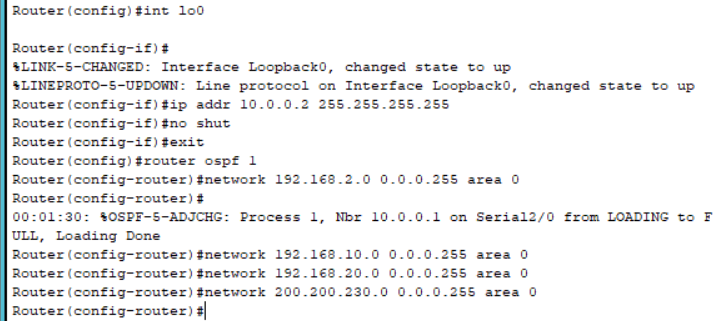 Router(config)#int lo0
Router(config-if)#
%LINK-5-CHANGED: Interface Loopback0, changed state to up
%LINEPROTO-5-UPDOWN: Line protocol on Interface Loopback0, changed state to up
Router(config-if)#ip addr 10.0.0.2 255.255.255.255
Router(config-if)#no shut
Router(config-if)#exit
Router(config)#router ospf 1
Router(config-router)#network 192.168.2.0 0.0.0.255 area 0
Router(config-router)#
00:01:30: %OSPF-5-ADJCHG: Process 1, Nbr 10.0.0.1 on Serial2/0 from LOADING to F
ULL, Loading Done
Router(config-router)#network 192.168.10.0 0.0.0.255 area 0
Router(config-router)#network 192.168.20.0 0.0.0.255 area 0
Router(config-router)#network 200.200.230.0 0.0.0.255 area 0
Router(config-router)#